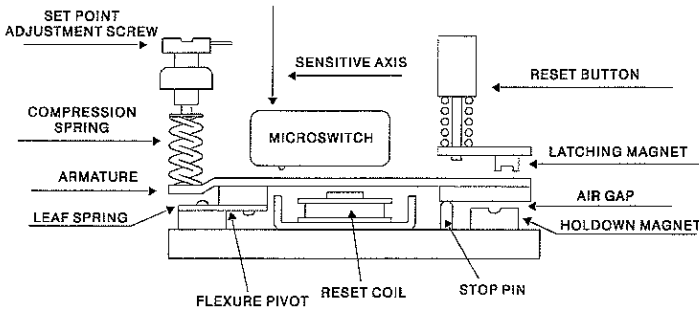 SET POINT
ADJUSTMENT SCREW
SENSITIVE AXIS
RESET BUTTON
COMPRESSION
SPRING
MICROSWITCH
LATCHING MAGNET
ARMATURE
AIR GAP
LEAF SPRING
HOLDOWN MAGNET
FLEXURE PIVOT
RESET COIL
STOP PIN